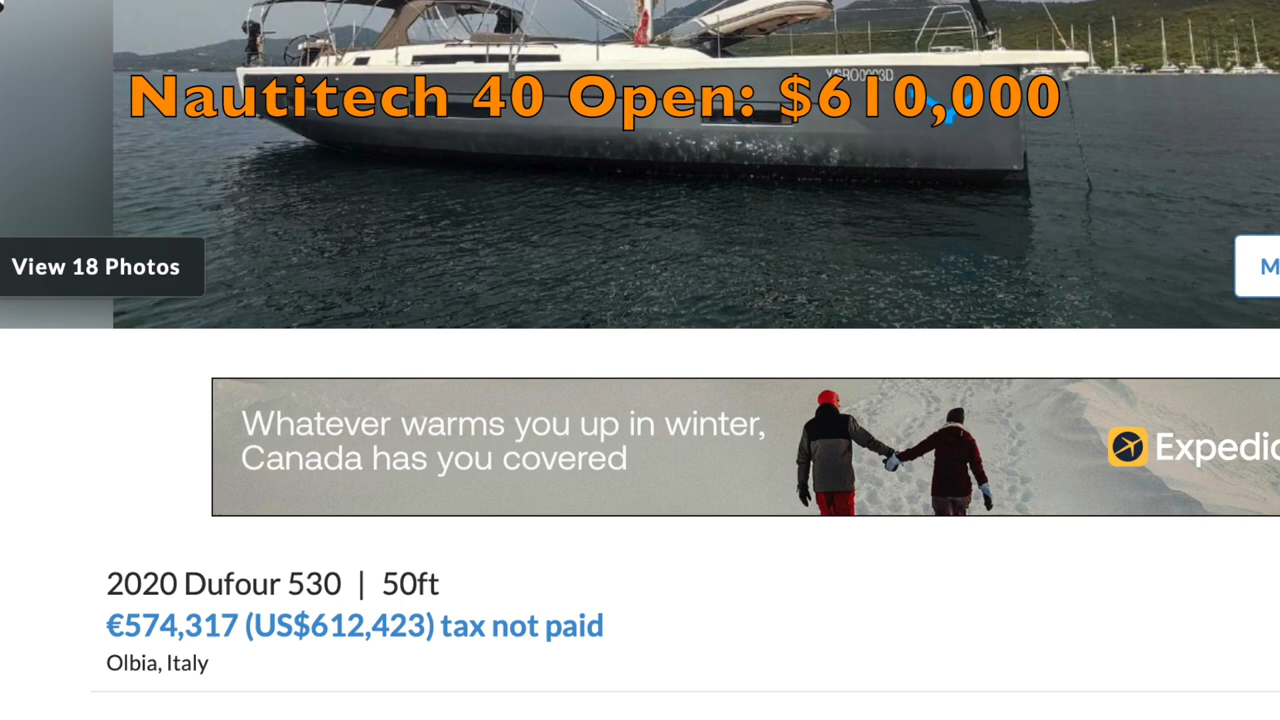 Nautitech 40 Open: $610,000
View 18 Photos
Whatever warms you up in winter,
Canada has you covered
2020 Dufour 530 | 50ft
€574,317 (US$612,423) tax not paid
Olbia, Italy